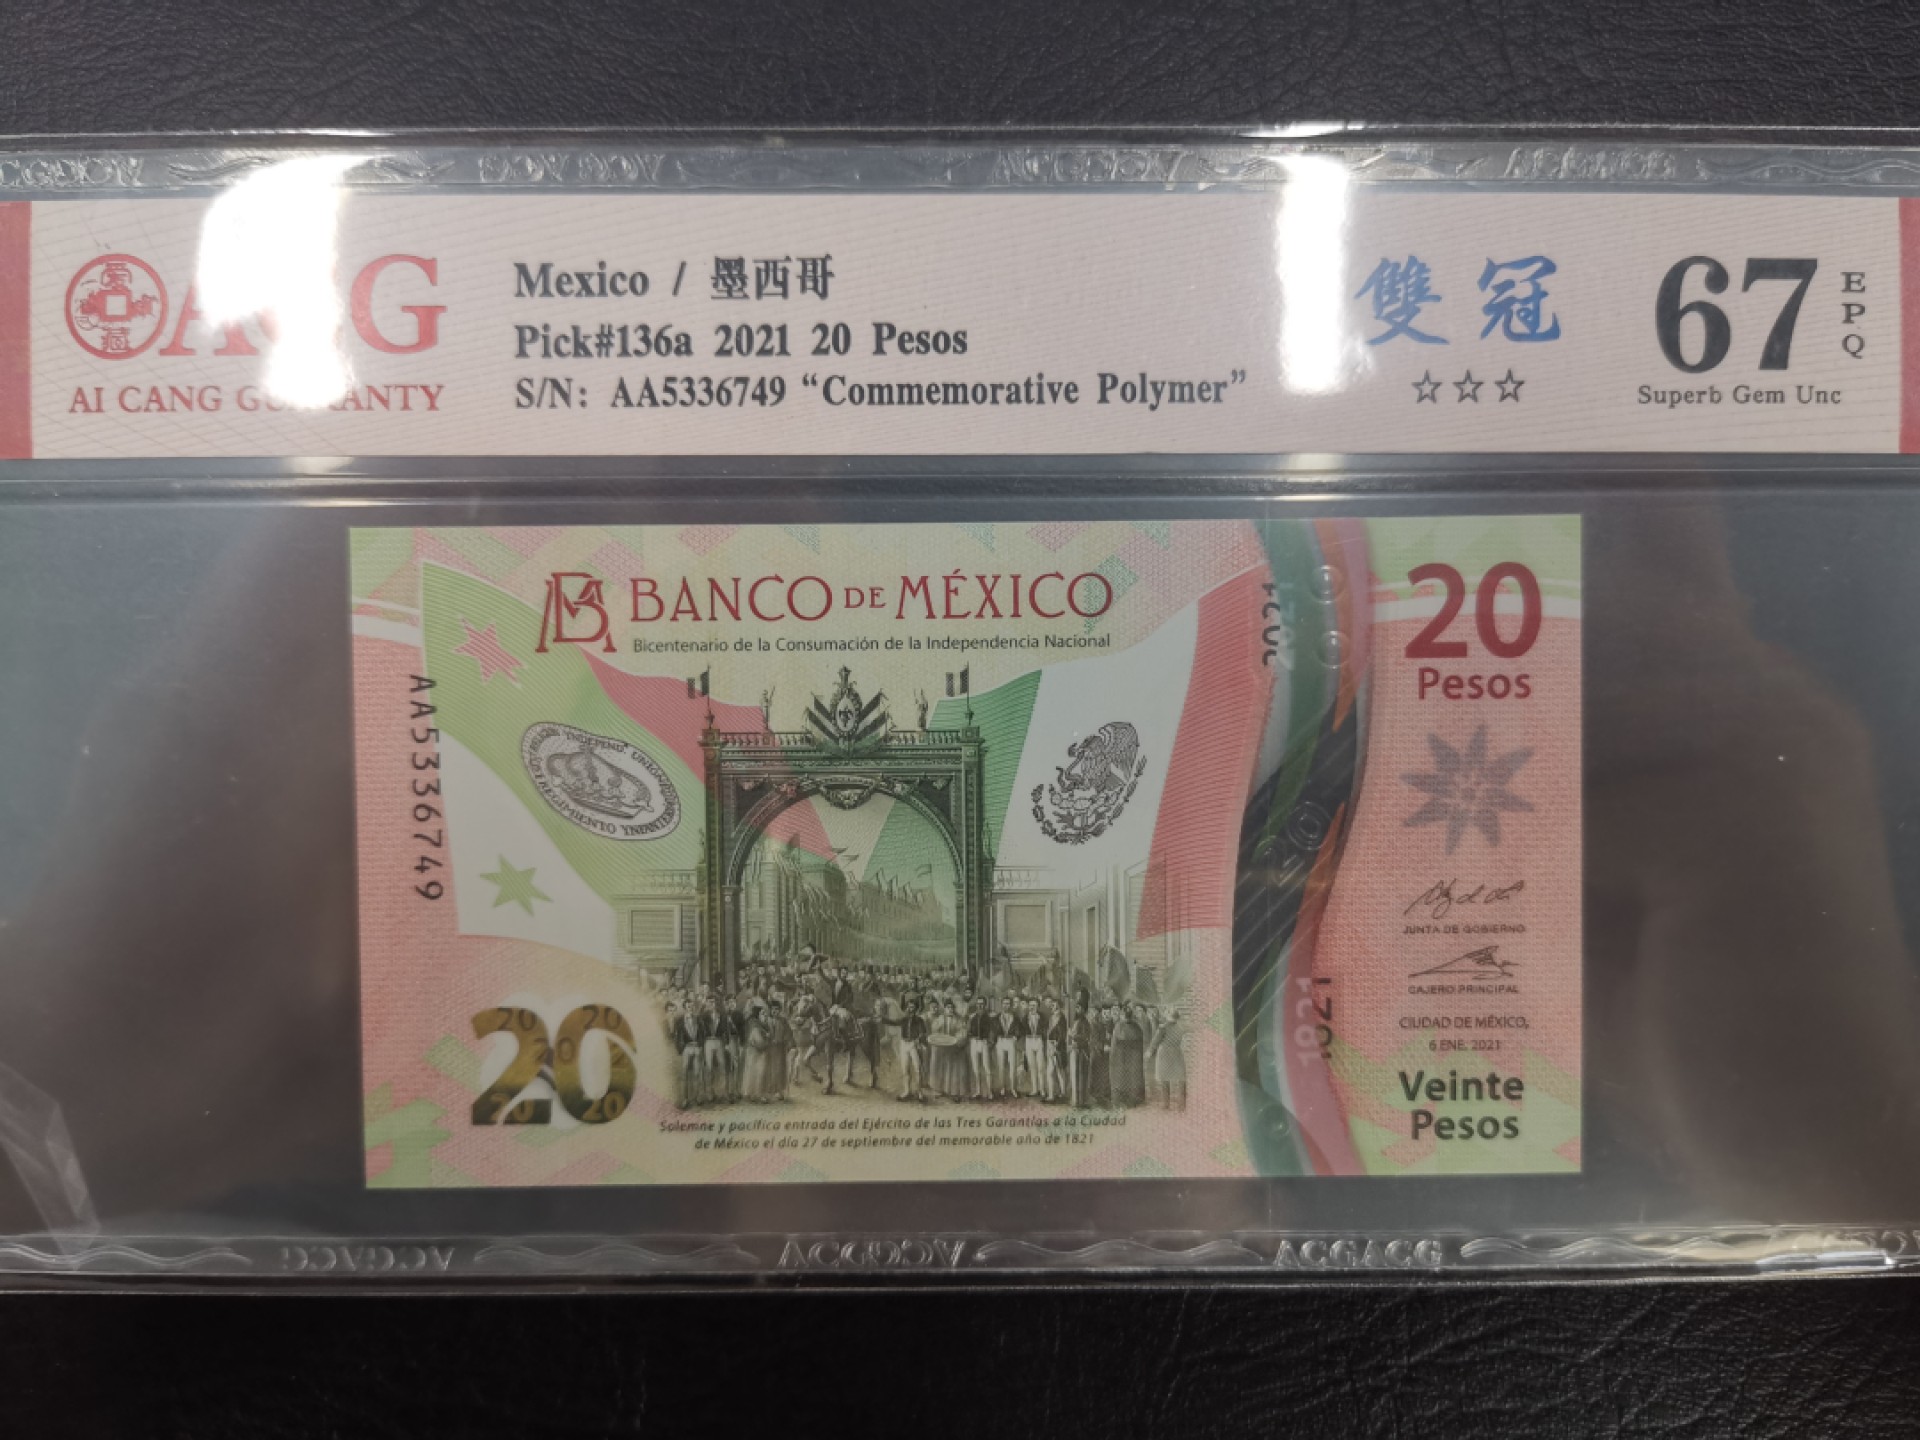 ACG
AI CANG GUARANTY
Mexico / 墨西哥
Pick#136a 2021 20 Pesos
S/N: AA5336749 “Commemorative Polymer”
雙冠
☆☆☆
67
EPQ
Superb Gem Unc
BANCO DE MÉXICO
Bicentenario de la Consumación de la Independencia Nacional
20
Pesos
AA5336749
2021
20
1821
JUNTA DE GOBIERNO
CAJERO PRINCIPAL
CIUDAD DE MÉXICO,
6 ENE. 2021
Veinte
Pesos
20
Solemne y pacífica entrada del Ejército de las Tres Garantías a la Ciudad
de México el día 27 de septiembre del memorable año de 1821
ACGACG